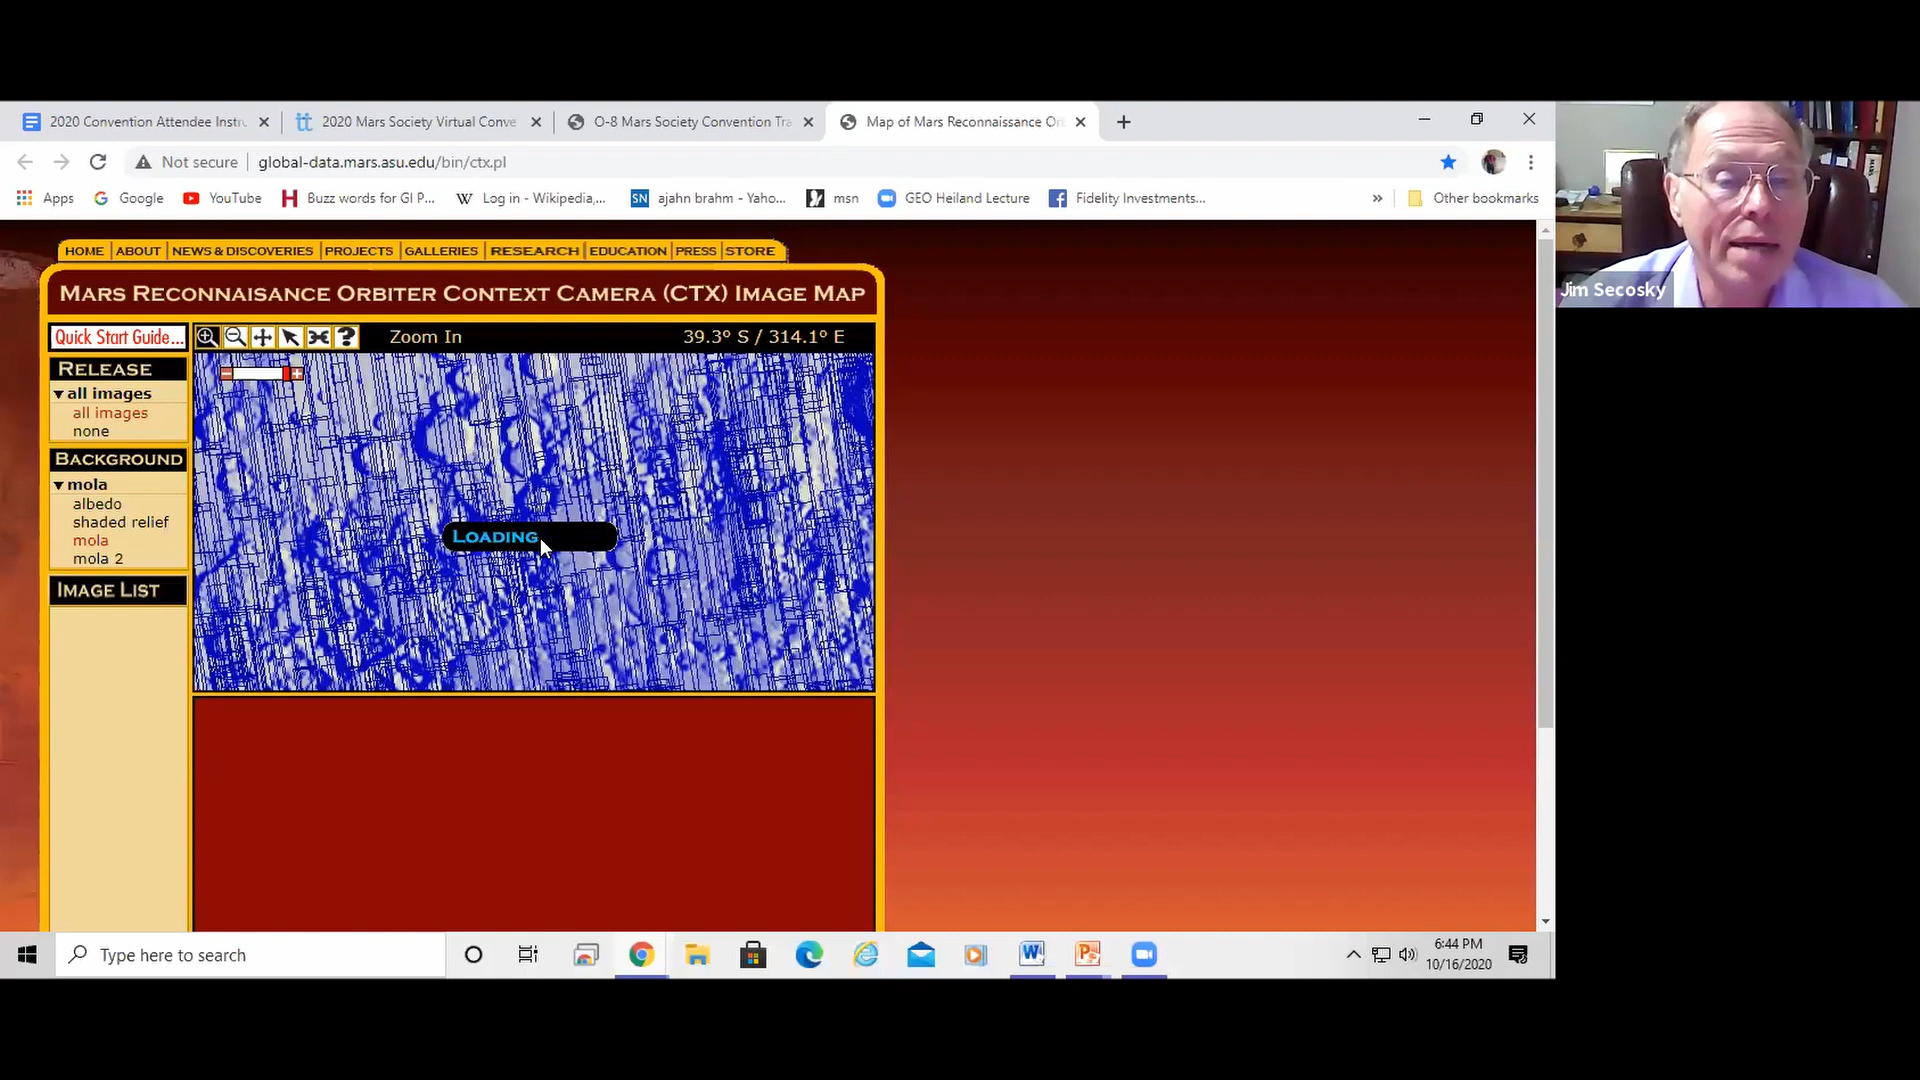 2020 Convention Attendee Instru
2020 Mars Society Virtual Conve
O-8 Mars Society Convention Tra
Map of Mars Reconnaissance Or
Not secure
global-data.mars.asu.edu/bin/ctx.pl
Apps
Google
YouTube
Buzz words for GI P...
Log in - Wikipedia,...
SN
ajahn brahm - Yaho...
msn
GEO Heiland Lecture
Fidelity Investments...
»
Other bookmarks
HOME
ABOUT
NEWS & DISCOVERIES
PROJECTS
GALLERIES
RESEARCH
EDUCATION
PRESS
STORE
MARS RECONNAISANCE ORBITER CONTEXT CAMERA (CTX) IMAGE MAP
Quick Start Guide...
Zoom In
39.3° S / 314.1° E
RELEASE
all images
all images
none
BACKGROUND
mola
albedo
shaded relief
mola
mola 2
IMAGE LIST
LOADING
Jim Secosky
Type here to search
6:44 PM
10/16/2020